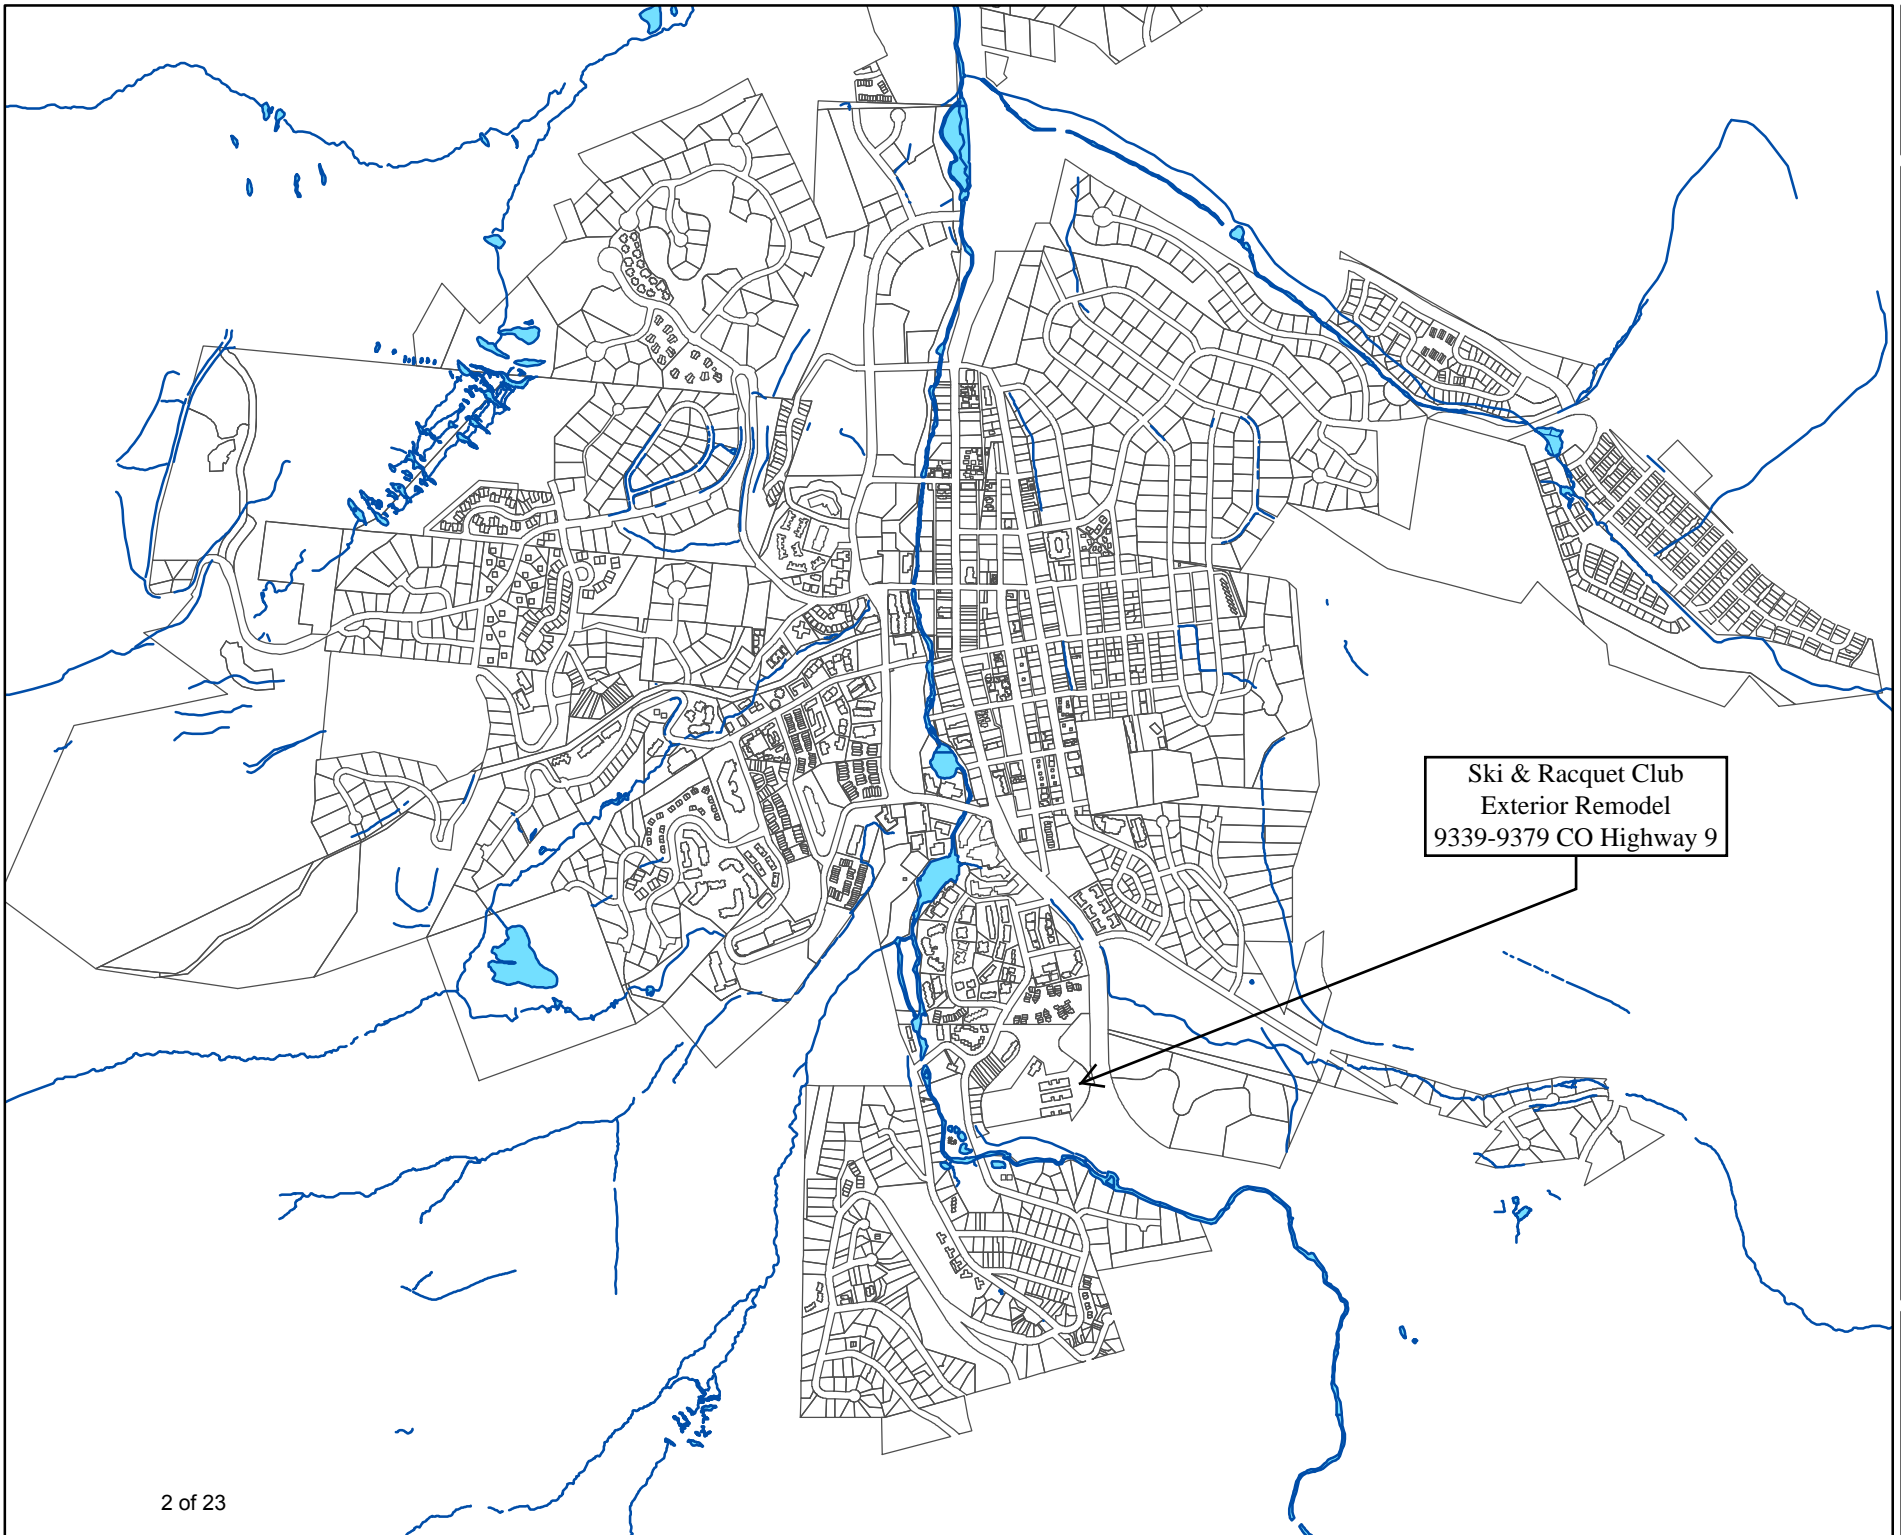 Ski & Racquet Club
Exterior Remodel
9339-9379 CO Highway 9
2 of 23